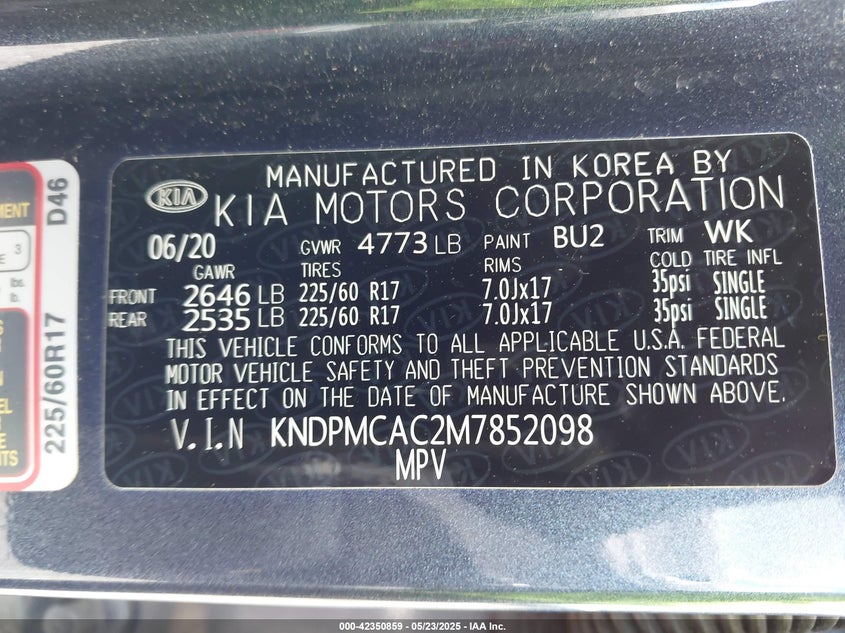 MANUFACTURED IN KOREA BY
KIA KIA MOTORS CORPORATION
06/20 GVWR 4773 LB PAINT BU2 TRIM WK
GAWR TIRES RIMS COLD TIRE INFL
FRONT 2646 LB 225/60 R17 7.0Jx17 35psi SINGLE
REAR 2535 LB 225/60 R17 7.0Jx17 35psi SINGLE
THIS VEHICLE CONFORMS TO ALL APPLICABLE U.S.A. FEDERAL
MOTOR VEHICLE SAFETY AND THEFT PREVENTION STANDARDS
IN EFFECT ON THE DATE OF MANUFACTURE SHOWN ABOVE.
V.I.N KNDPMCAC2M7852098
MPV
225/60R17 D46
3
000-42350859 - 05/23/2025 - IAA Inc.